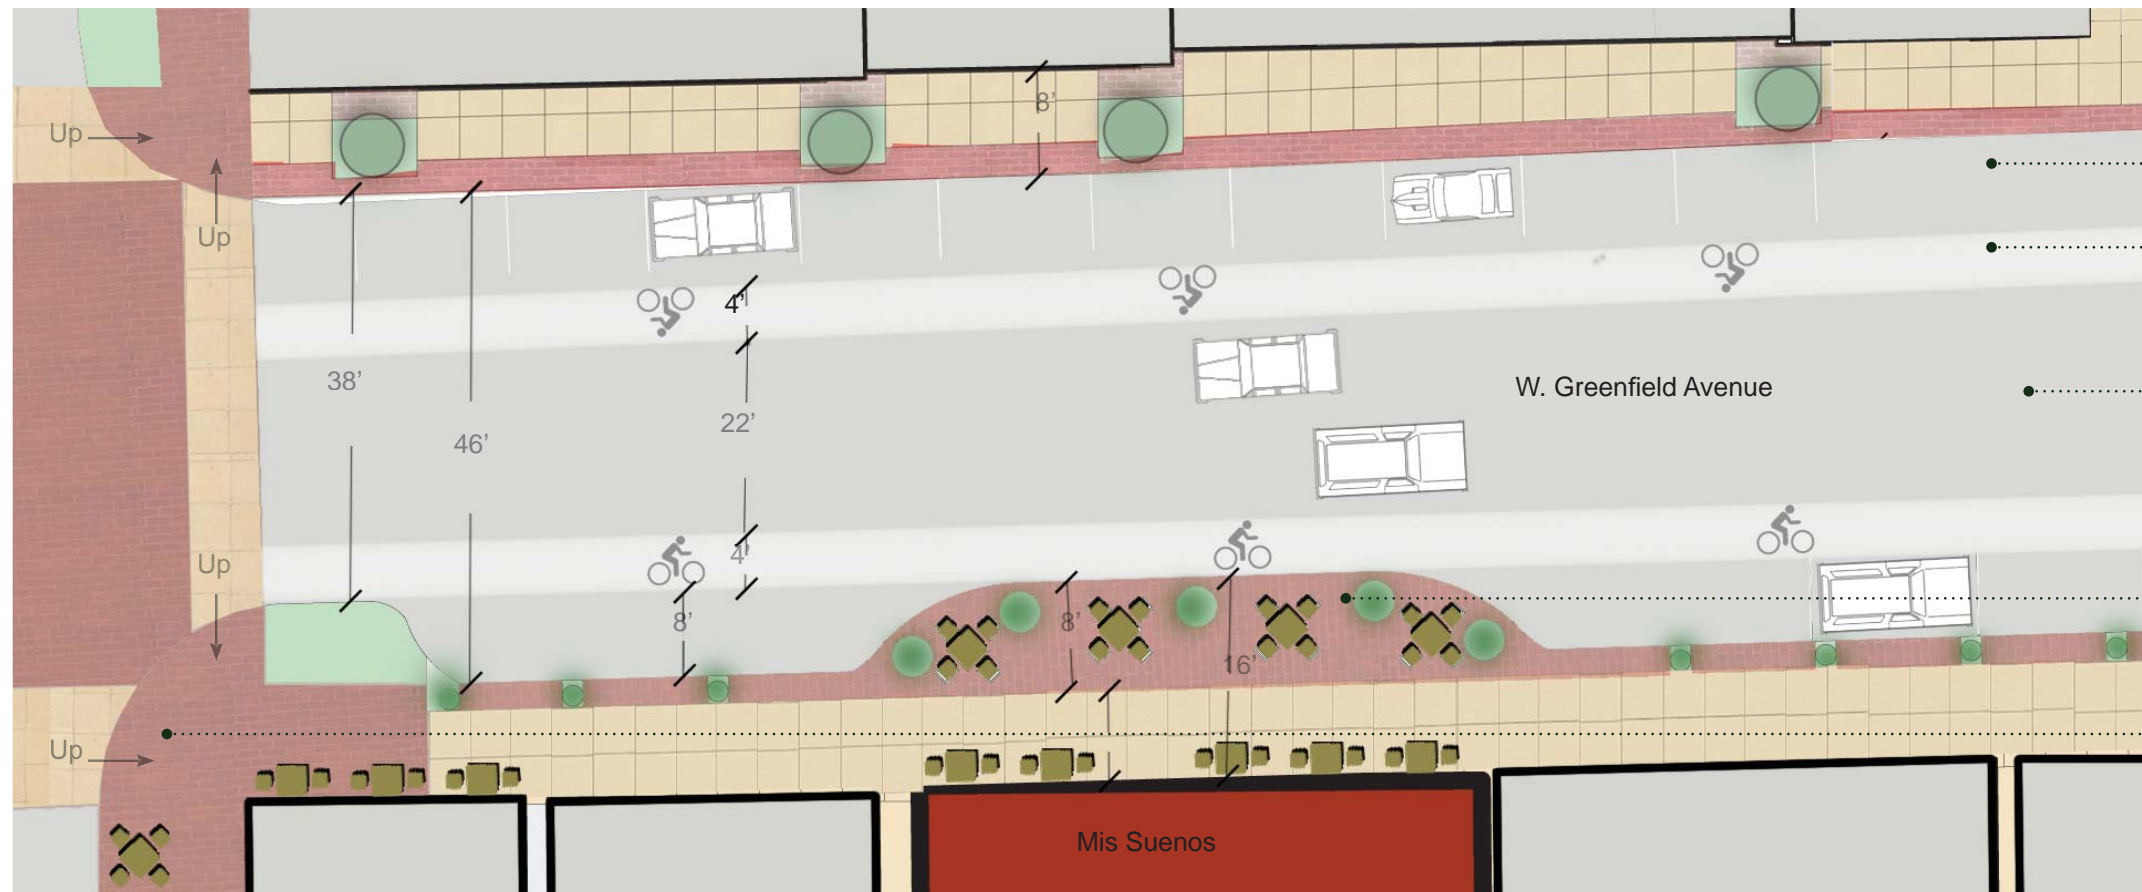 8’
Up
Up
4’
38’
W. Greenfield Avenue
22’
46’
Up
4’
8’
8’
16’
Up
Mis Suenos